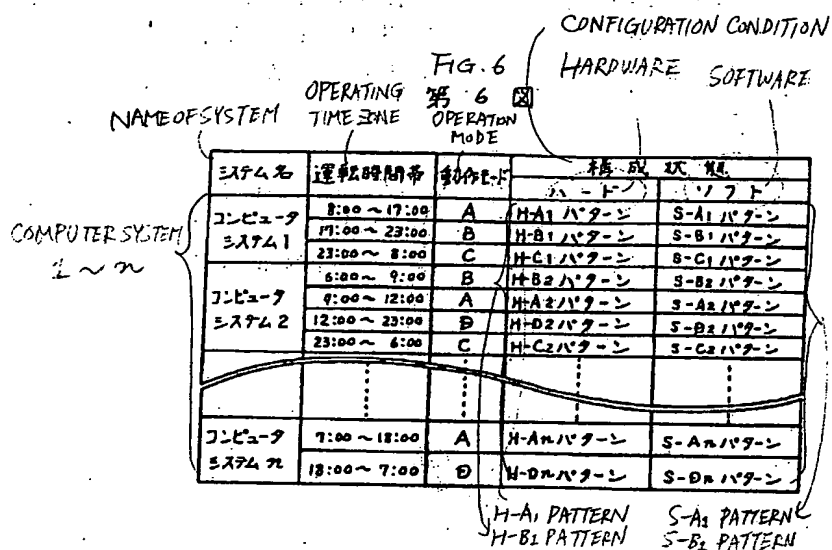 CONFIGURATION CONDITION
FIG. 6
HARDWARE
SOFTWARE
第 6 図
NAME OF SYSTEM
OPERATING
TIME ZONE
OPERATION
MODE
システム名 運転時間帯 動作モード 構成状態
ハード ソフト
COMPUTER SYSTEM
1 ~ n
コンピュータ
システム1
8:00 ~ 17:00 A H-A1 パターン S-A1 パターン
17:00 ~ 23:00 B H-B1 パターン S-B1 パターン
23:00 ~ 8:00 C H-C1 パターン S-C1 パターン
コンピュータ
システム2
6:00 ~ 9:00 B H-B2 パターン S-B2 パターン
9:00 ~ 12:00 A H-A2 パターン S-A2 パターン
12:00 ~ 23:00 D H-D2 パターン パターン
23:00 ~ 6:00 C H-C2 パターン S-C2 パターン
コンピュータ
システム n
7:00 ~ 18:00 A H-An パターン S-An パターン
18:00 ~ 7:00 D H-Dn パターン S-Dn パターン
H-A1 PATTERN S-A1 PATTERN
H-B1 PATTERN S-B1 PATTERN